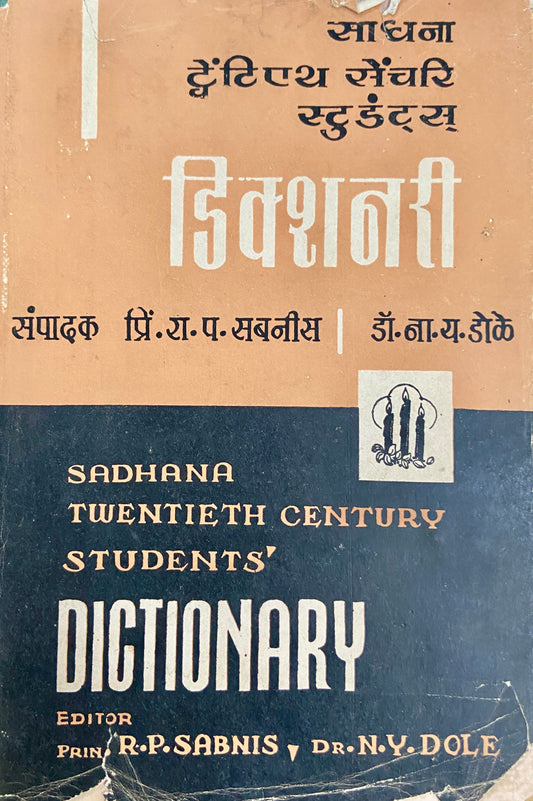 साधना
ट्वेंटिएथ सेंचरि
स्टुडंट्स्
डिक्शनरी
संपादक प्रिं. रा. प. सबनीस | डॉ. ना. य. डोळे
SADHANA
TWENTIETH CENTURY
STUDENTS'
DICTIONARY
EDITOR
PRIN. R. P. SABNIS, DR. N. Y. DOLE